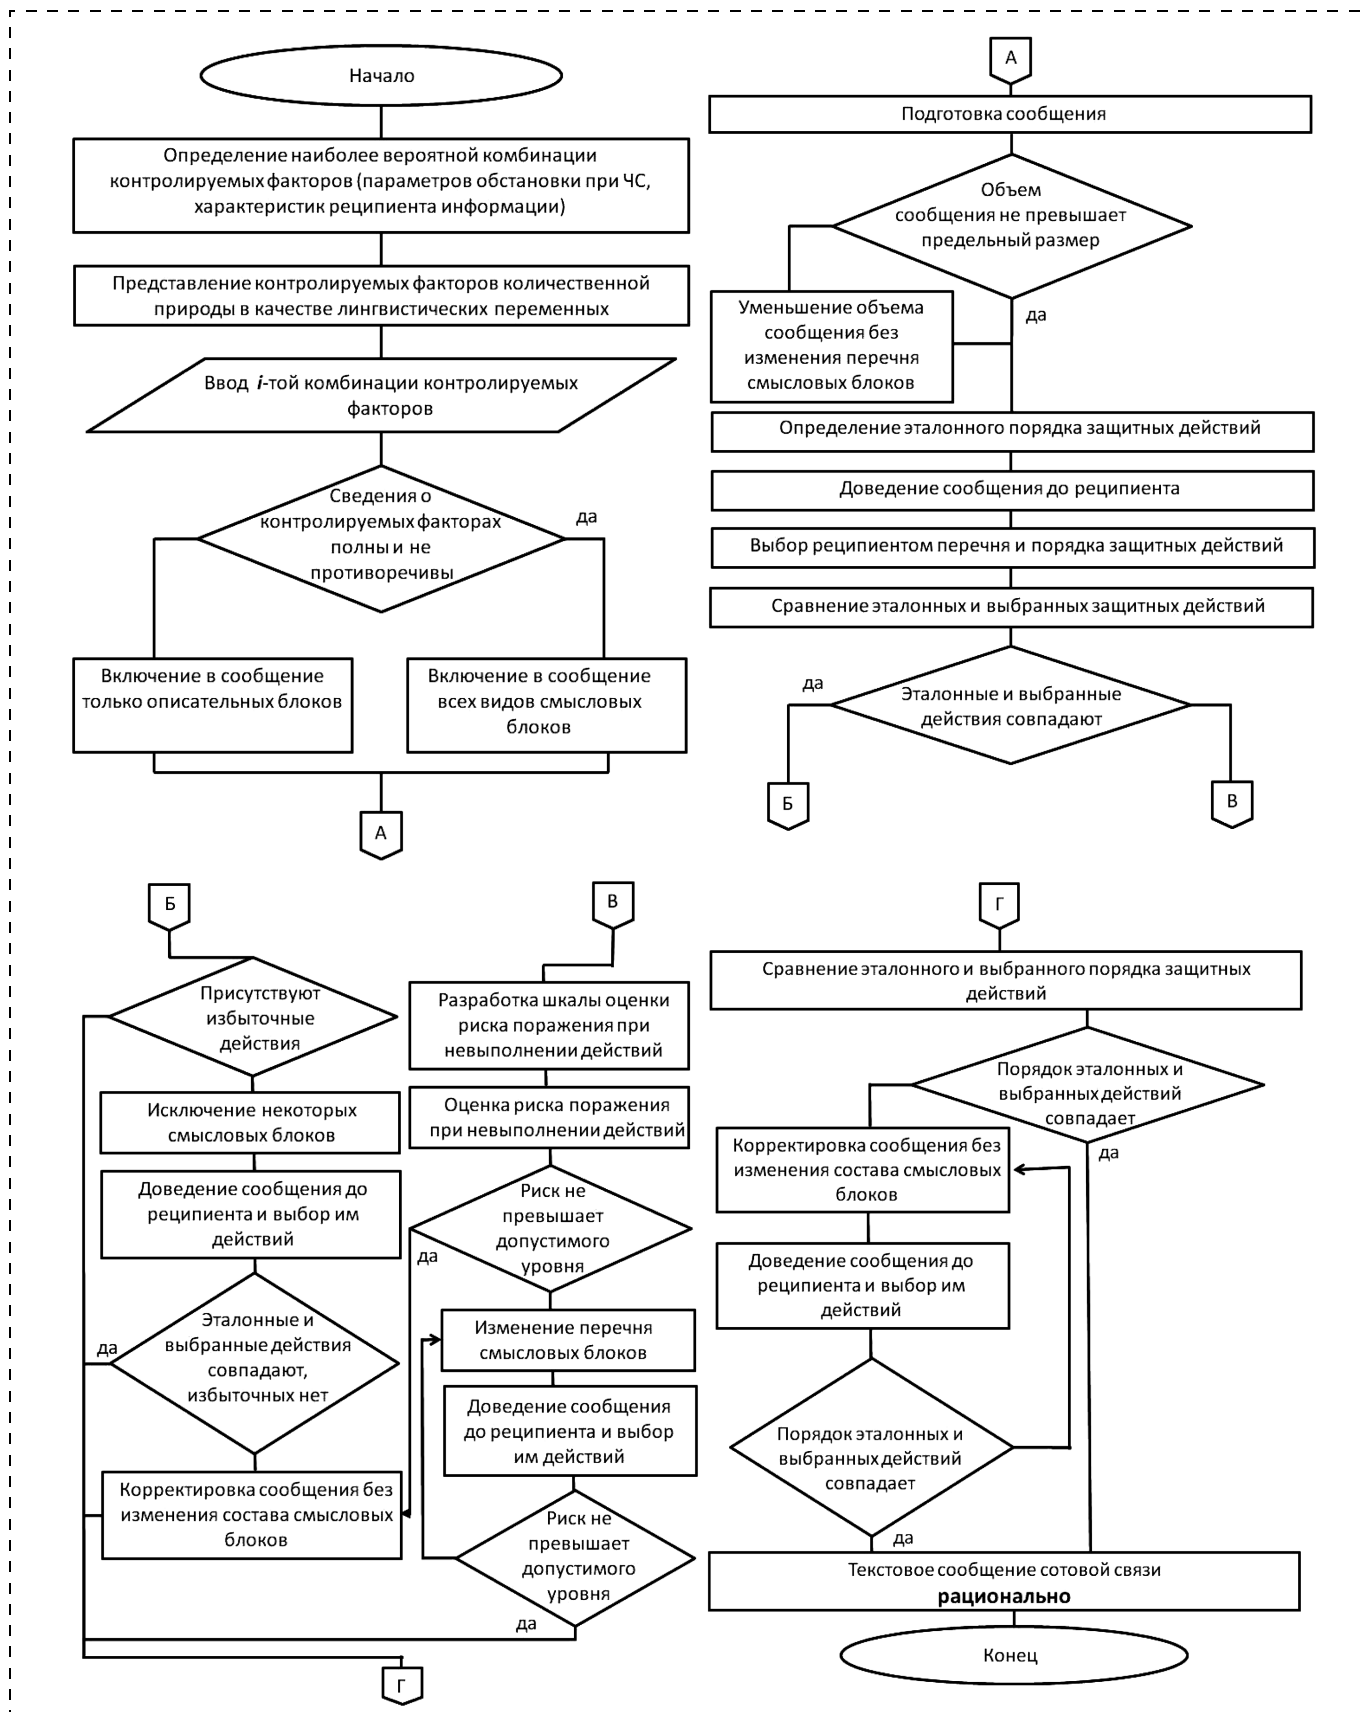 Начало
Определение наиболее вероятной комбинации
контролируемых факторов (параметров обстановки при ЧС,
характеристик реципиента информации)
Представление контролируемых факторов количественной
природы в качестве лингвистических переменных
Ввод i-той комбинации контролируемых
факторов
Сведения о
контролируемых факторах
полны и не
противоречивы
да
Включение в сообщение
только описательных блоков
Включение в сообщение
всех видов смысловых
блоков
А
А
Подготовка сообщения
Объем
сообщения не превышает
предельный размер
да
Уменьшение объема
сообщения без
изменения перечня
смысловых блоков
Определение эталонного порядка защитных действий
Доведение сообщения до реципиента
Выбор реципиентом перечня и порядка защитных действий
Сравнение эталонных и выбранных защитных действий
да
Эталонные и выбранные
действия совпадают
Б
В
Б
Присутствуют
избыточные
действия
Исключение некоторых
смысловых блоков
Доведение сообщения до
реципиента и выбор им
действий
Эталонные и
выбранные действия
совпадают,
избыточных нет
да
Корректировка сообщения без
изменения состава смысловых
блоков
В
Разработка шкалы оценки
риска поражения при
невыполнении действий
Оценка риска поражения
при невыполнении действий
Риск не
превышает
допустимого
уровня
да
Изменение перечня
смысловых блоков
Доведение сообщения
до реципиента и выбор
им действий
Риск не
превышает
допустимого
уровня
да
Г
Г
Сравнение эталонного и выбранного порядка защитных
действий
Порядок эталонных и
выбранных действий
совпадает
да
Корректировка сообщения без
изменения состава смысловых
блоков
Доведение сообщения до
реципиента и выбор им
действий
Порядок эталонных и
выбранных действий
совпадает
да
Текстовое сообщение сотовой связи
рационально
Конец